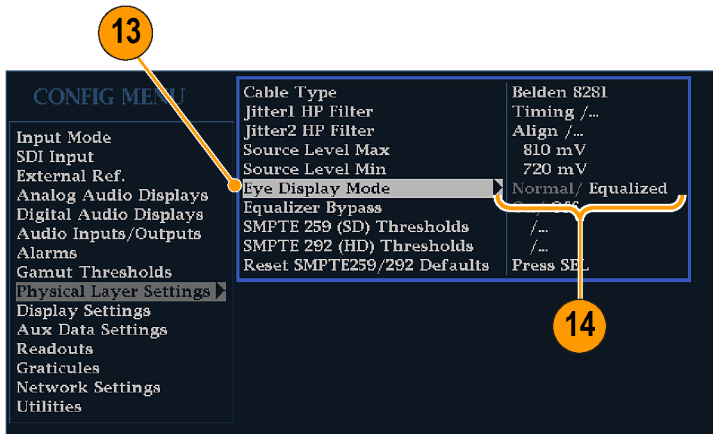 13
CONFIG MENU
Input Mode
SDI Input
External Ref.
Analog Audio Displays
Digital Audio Displays
Audio Inputs/Outputs
Alarms
Gamut Thresholds
Physical Layer Settings
Display Settings
Aux Data Settings
Readouts
Graticules
Network Settings
Utilities
Cable Type Belden 8281
Jitter1 HP Filter Timing /...
Jitter2 HP Filter Align /...
Source Level Max 810 mV
Source Level Min 720 mV
Eye Display Mode Normal/ Equalized
Equalizer Bypass On/ Off
SMPTE 259 (SD) Thresholds /...
SMPTE 292 (HD) Thresholds /...
Reset SMPTE259/292 Defaults Press SEL
14